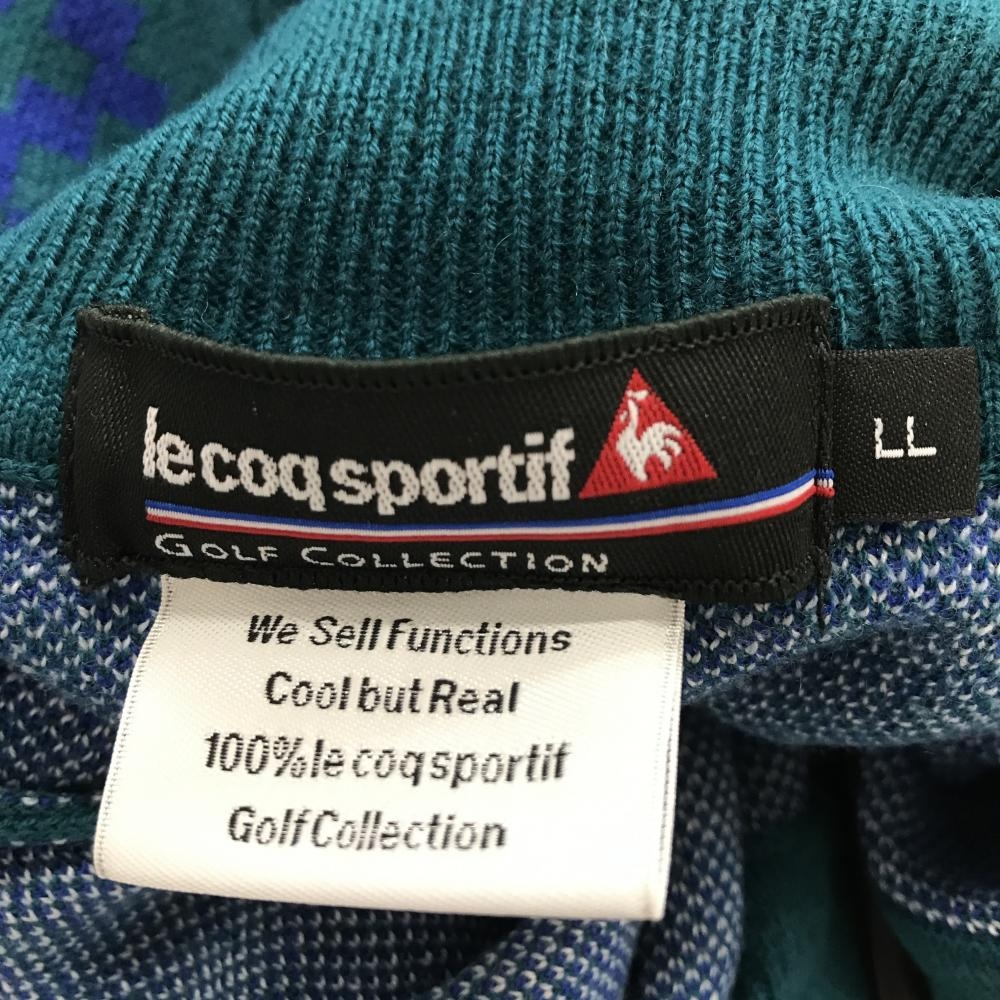 le coq sportif
LL
GOLF COLLECTION
We Sell Functions
Cool but Real
100% le coq sportif
Golf Collection